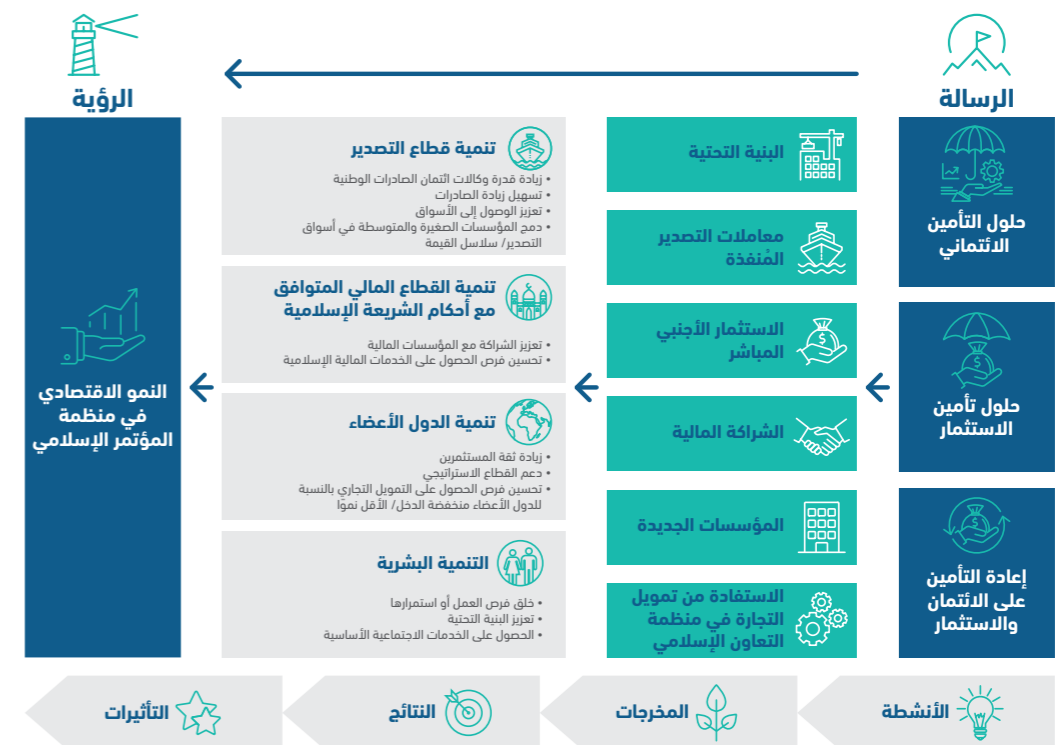 الرسالة
الرؤية
حلول التأمين
الائتماني
حلول تأمين
الاستثمار
إعادة التأمين
على الائتمان
والاستثمار
البنية التحتية
معاملات التصدير
المُنفذة
الاستثمار الأجنبي
المباشر
الشراكة المالية
المؤسسات الجديدة
الاستفادة من تمويل
التجارة في منظمة
التعاون الإسلامي
تنمية قطاع التصدير
• زيادة قدرة وكالات ائتمان الصادرات الوطنية
• تسهيل زيادة الصادرات
• تعزيز الوصول إلى الأسواق
• دمج المؤسسات الصغيرة والمتوسطة في أسواق
التصدير/ سلاسل القيمة
تنمية القطاع المالي المتوافق
مع أحكام الشريعة الإسلامية
• تعزيز الشراكة مع المؤسسات المالية
• تحسين فرص الحصول على الخدمات المالية الإسلامية
تنمية الدول الأعضاء
• زيادة ثقة المستثمرين
• دعم القطاع الاستراتيجي
• تحسين فرص الحصول على التمويل التجاري بالنسبة
للدول الأعضاء منخفضة الدخل/ الأقل نموًا
التنمية البشرية
• خلق فرص العمل أو استمرارها
• تعزيز البنية التحتية
• الحصول على الخدمات الاجتماعية الأساسية
النمو الاقتصادي
في منظمة
المؤتمر الإسلامي
الأنشطة
المخرجات
النتائج
التأثيرات